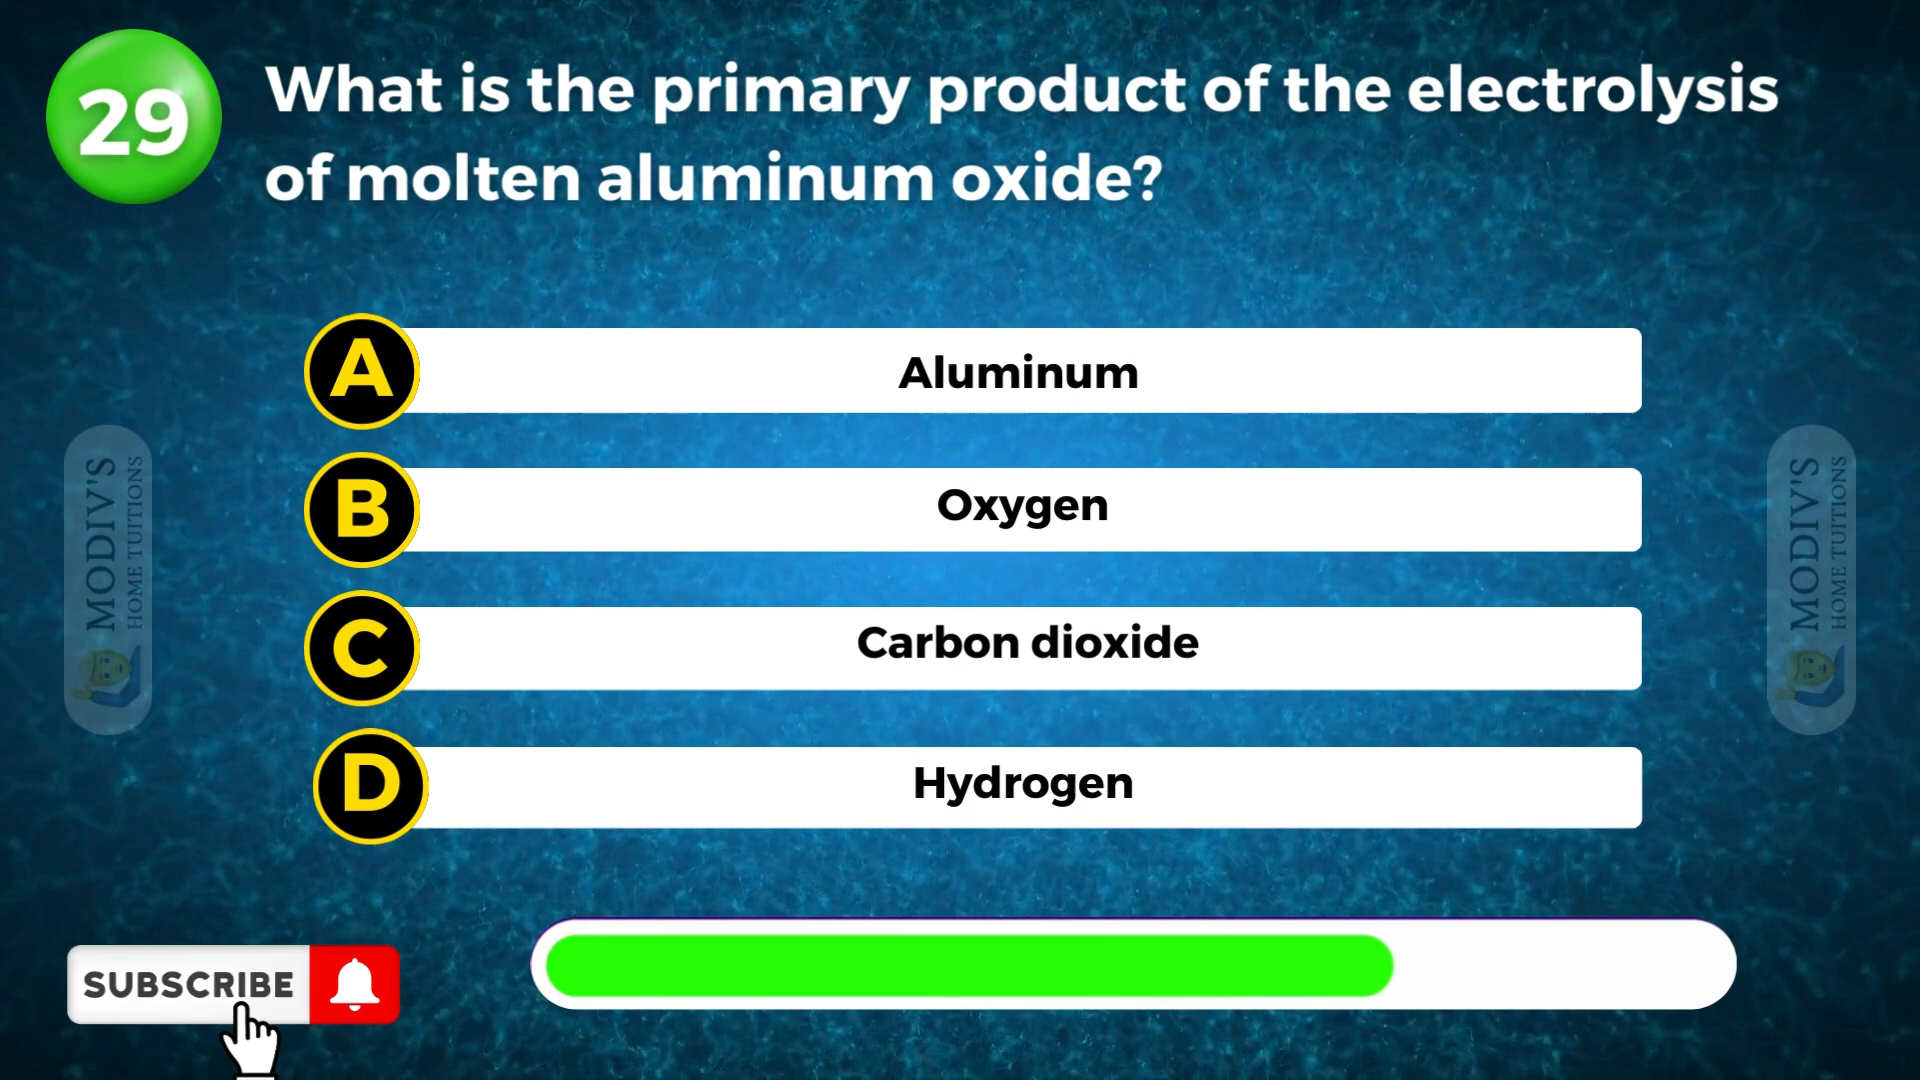 29
What is the primary product of the electrolysis
of molten aluminum oxide?
A
Aluminum
B
Oxygen
C
Carbon dioxide
D
Hydrogen
MODIV'S
HOME TUITIONS
MODIV'S
HOME TUITIONS
SUBSCRIBE